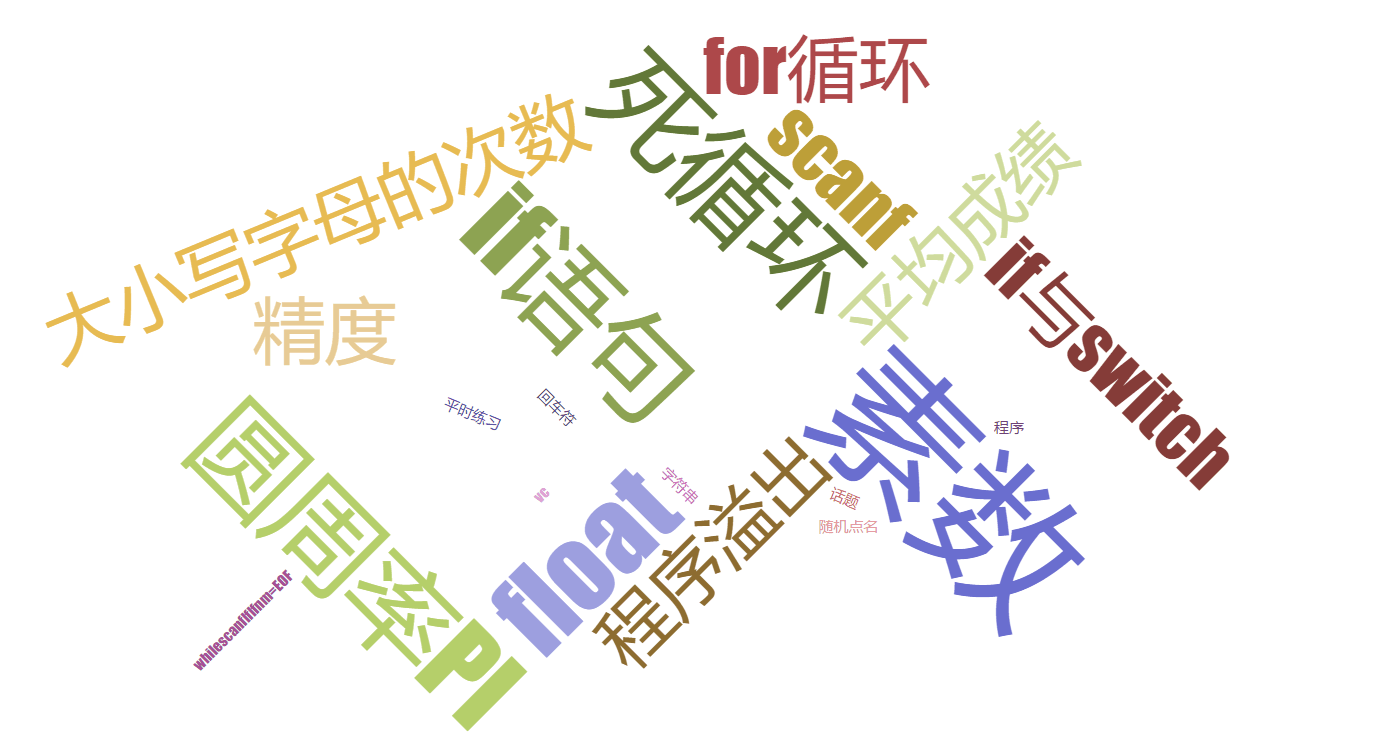 for循环
死循环
scanf
大小写字母的次数
平均成绩
if语句
if与switch
精度
素数
平时练习
回车符
程序
圆周率PI
float
字符串
程序溢出
vc
话题
随机点名